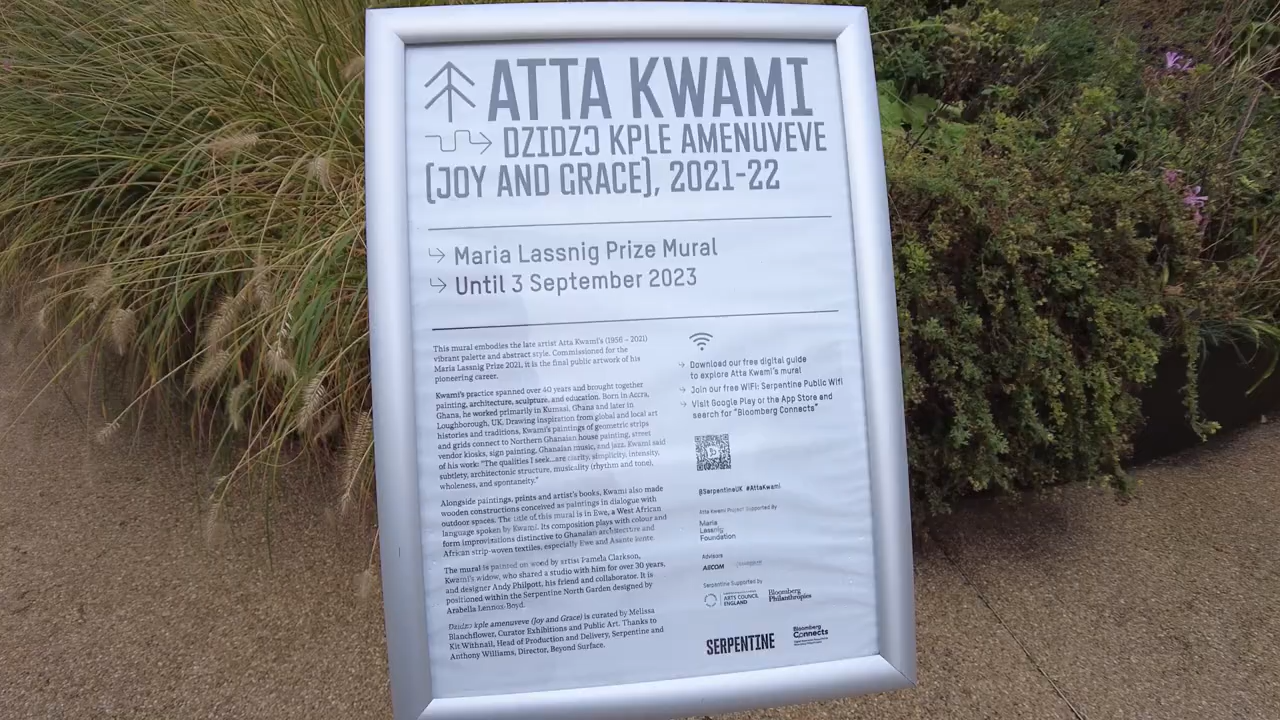 ATTA KWAMI
DZIDZƆ KPLE AMENUVEVE
(JOY AND GRACE), 2021-22
Maria Lassnig Prize Mural
Until 3 September 2023
This mural embodies the late artist Atta Kwami's (1956 – 2021)
vibrant palette and abstract style. Commissioned for the
Maria Lassnig Prize 2021, it is the final public artwork of his
pioneering career.
Kwami's practice spanned over 40 years and brought together
painting, architecture, sculpture, and education. Born in Accra,
Ghana, he worked primarily in Kumasi, Ghana and later in
Loughborough, UK. Drawing inspiration from global and local art
histories and traditions, Kwami's paintings of geometric strips
and grids connect to Northern Ghanaian house painting, street
vendor kiosks, sign painting, Ghanaian music, and jazz. Kwami said
of his work: "The qualities I seek...are clarity, simplicity, intensity,
subtlety, architectonic structure, musicality (rhythm and tone),
wholeness, and spontaneity."
Alongside paintings, prints and artist's books, Kwami also made
wooden constructions conceived as paintings in dialogue with
outdoor spaces. The title of this mural is in Ewe, a West African
language spoken by Kwami. Its composition plays with colour and
form improvisations distinctive to Ghanaian architecture and
African strip-woven textiles, especially Ewe and Asante kente.
The mural is painted on wood by artist Pamela Clarkson,
Kwami's widow, who shared a studio with him for over 30 years,
and designer Andy Philpott, his friend and collaborator. It is
positioned within the Serpentine North Garden designed by
Arabella Lennox-Boyd.
Dzidzɔ kple amenuveve (Joy and Grace) is curated by Melissa
Blanchflower, Curator Exhibitions and Public Art. Thanks to
Kit Withnail, Head of Production and Delivery, Serpentine and
Anthony Williams, Director, Beyond Surface.
Download our free digital guide
to explore Atta Kwami's mural
Join our free WiFi: Serpentine Public Wifi
Visit Google Play or the App Store and
search for "Bloomberg Connects"
@SerpentineUK #AttaKwami
Atta Kwami Project Supported by
Maria
Lassnig
Foundation
Advisors
AECOM
Serpentine Supported by
ARTS COUNCIL
ENGLAND
Bloomberg
Philanthropies
SERPENTINE
Bloomberg
Connects